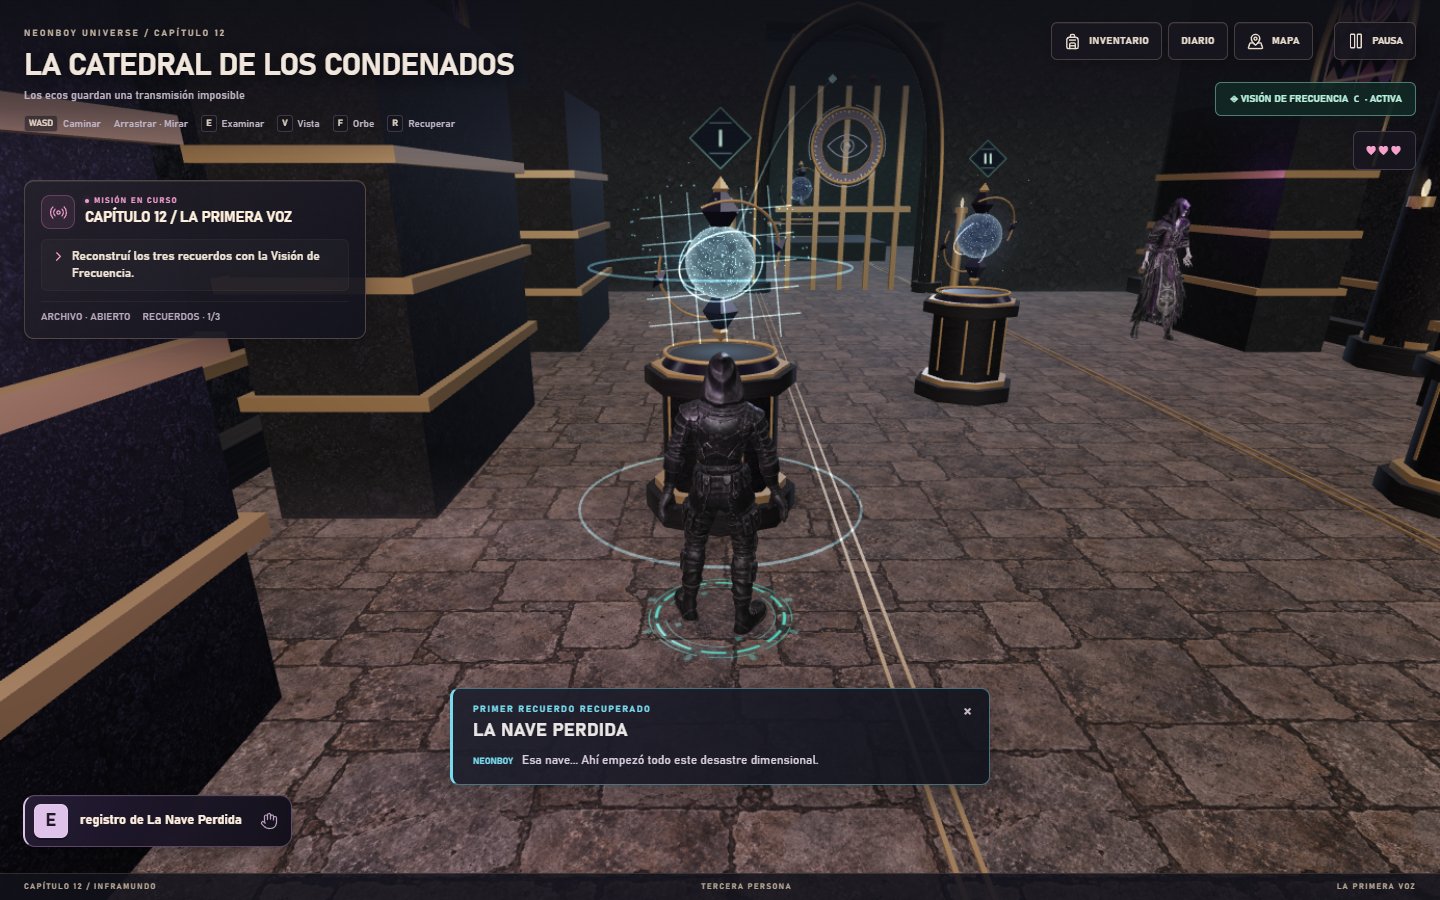 NEONBOY UNIVERSE / CAPÍTULO 12
LA CATEDRAL DE LOS CONDENADOS
Los ecos guardan una transmisión imposible
WASD Caminar Arrastrar · Mirar E Examinar V Vista F Orbe R Recuperar
INVENTARIO
DIARIO
MAPA
PAUSA
VISIÓN DE FRECUENCIA C · ACTIVA
MISIÓN EN CURSO
CAPÍTULO 12 / LA PRIMERA VOZ
Reconstruí los tres recuerdos con la Visión de
Frecuencia.
ARCHIVO · ABIERTO RECUERDOS · 1/3
I
II
PRIMER RECUERDO RECUPERADO
LA NAVE PERDIDA
NEONBOY Esa nave... Ahí empezó todo este desastre dimensional.
×
E registro de La Nave Perdida
CAPÍTULO 12 / INFRAMUNDO
TERCERA PERSONA
LA PRIMERA VOZ